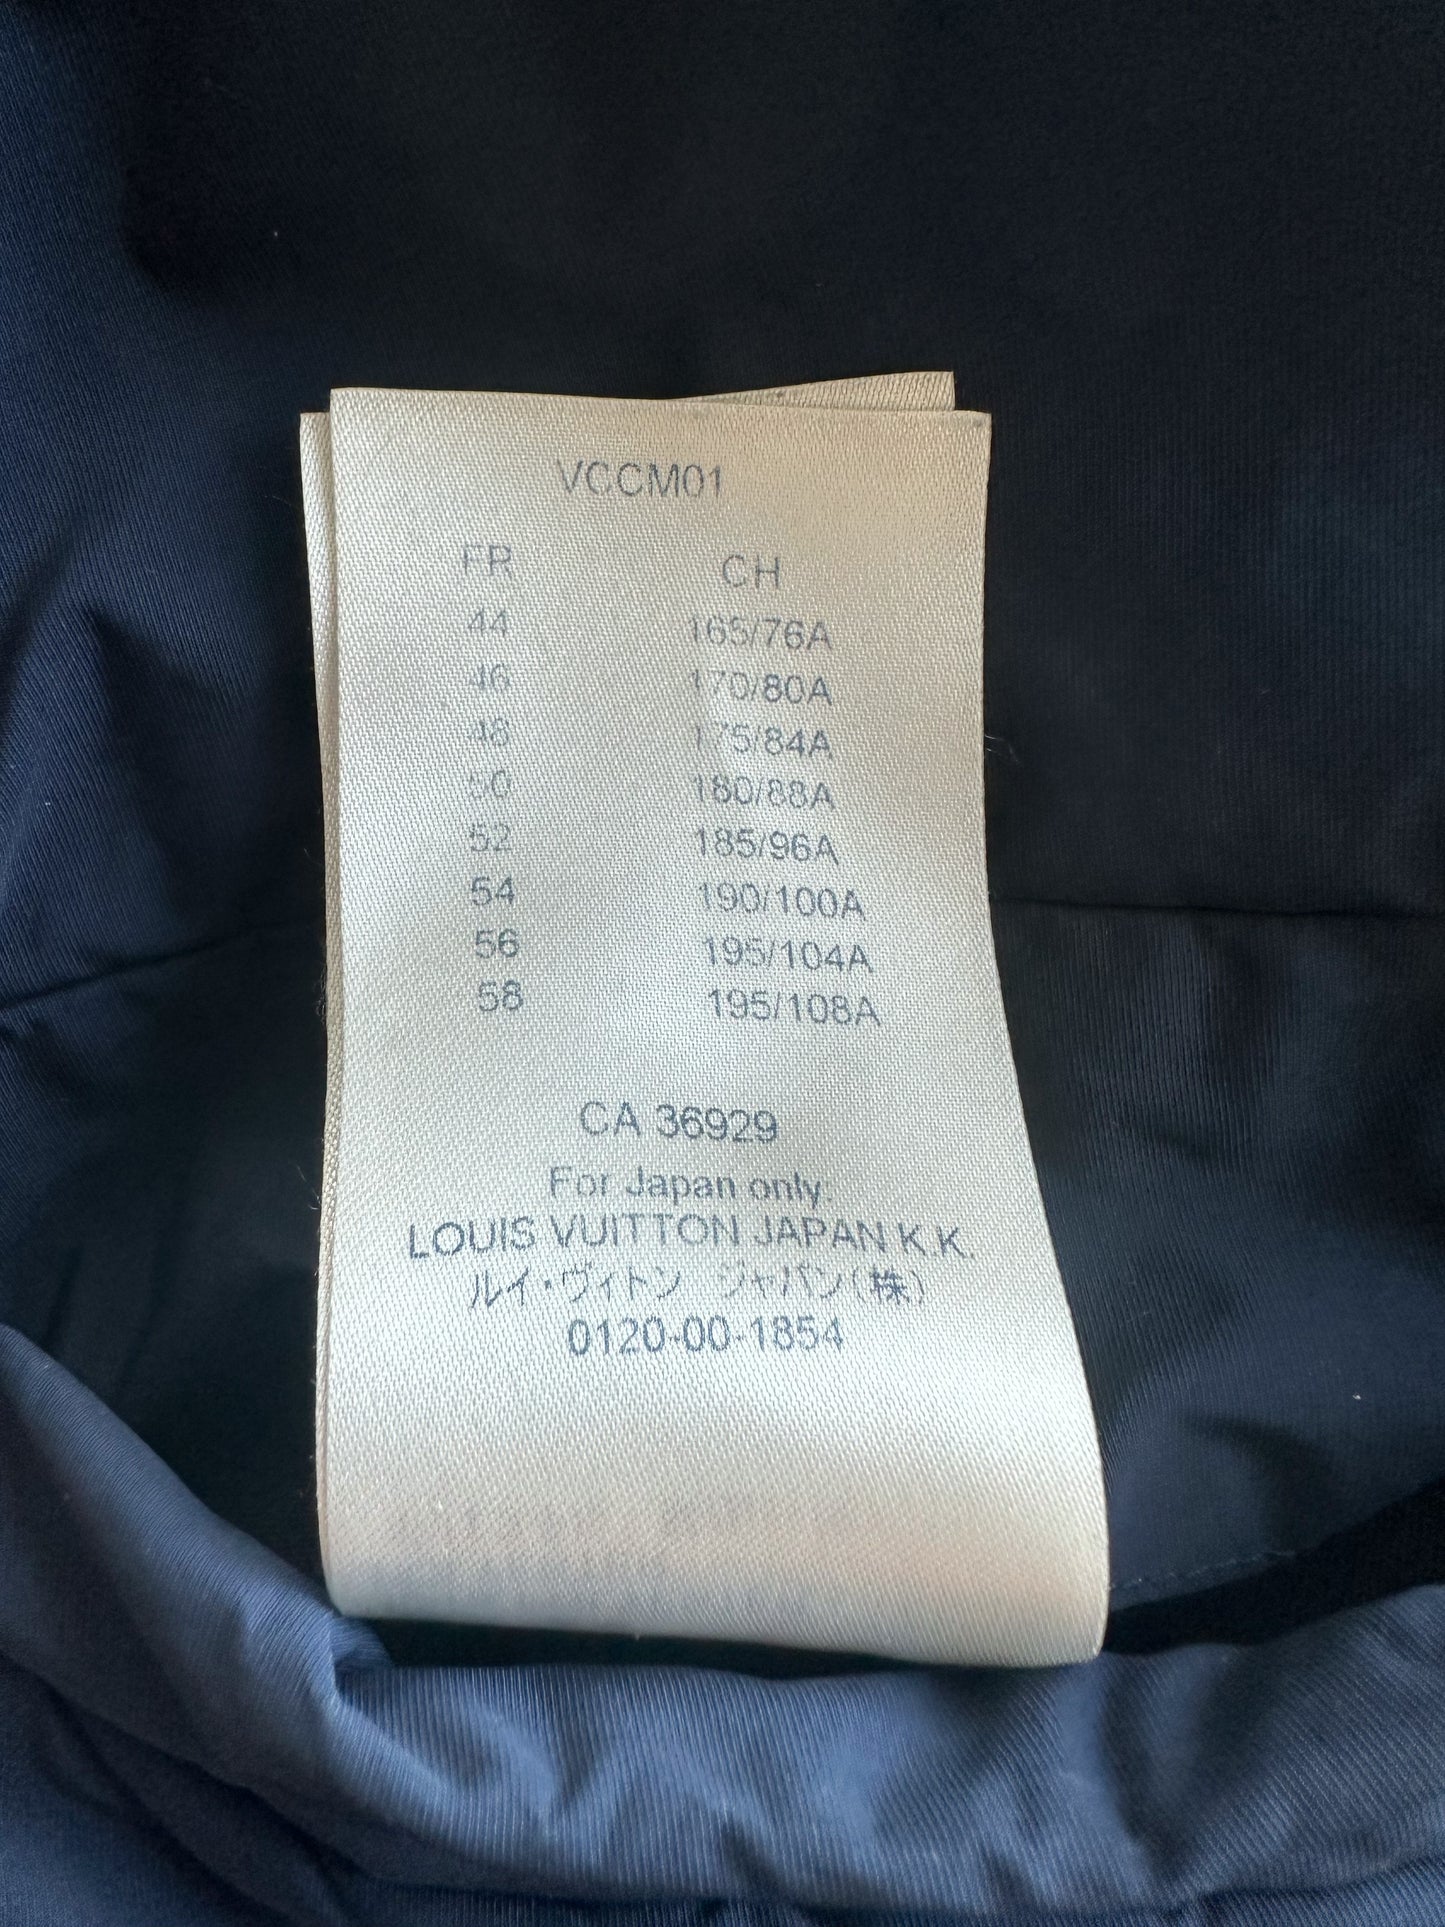 VCCM01
FR CH
44 165/76A
46 170/80A
48 175/84A
50 180/88A
52 185/96A
54 190/100A
56 195/104A
58 195/108A
CA 36929
For Japan only:
LOUIS VUITTON JAPAN K.K.
ルイ・ヴィトン ジャパン(株)
0120-00-1854